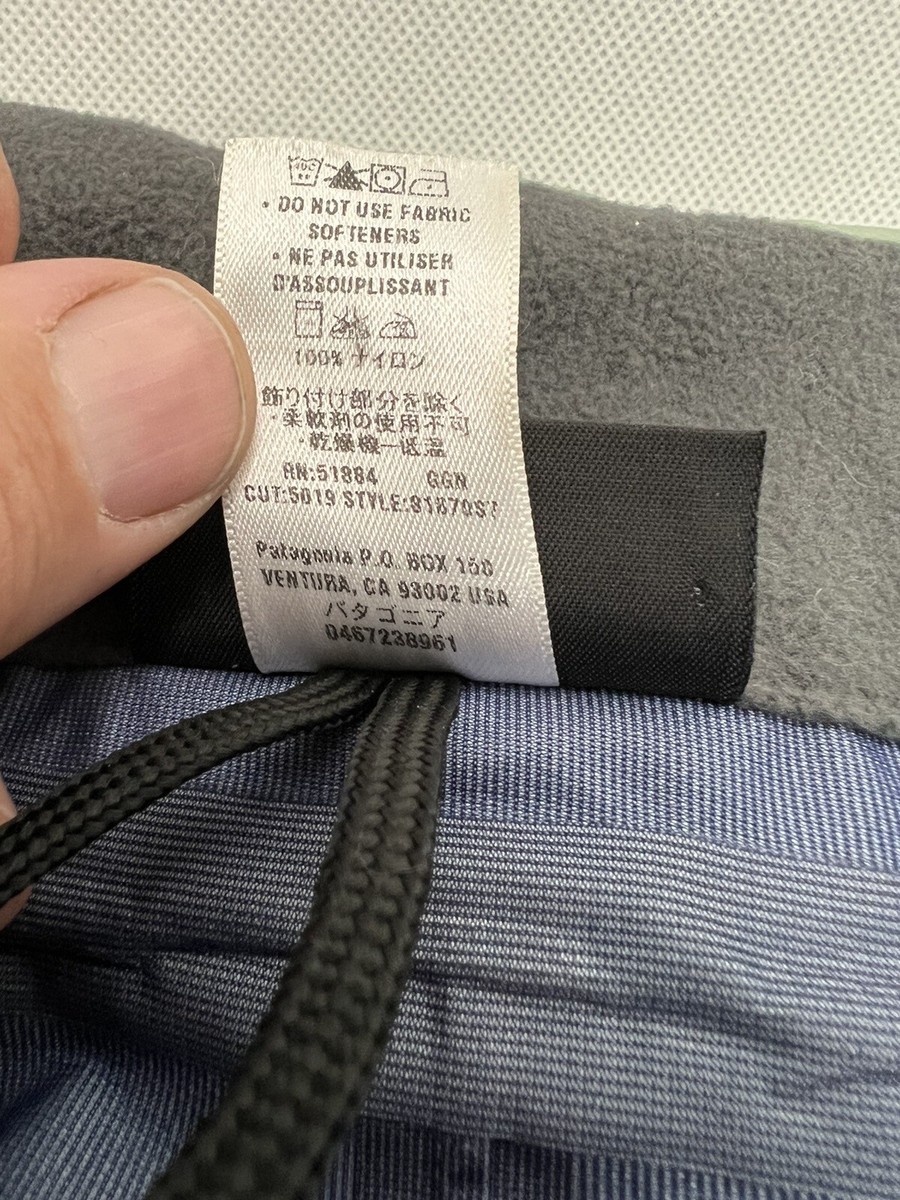 • DO NOT USE FABRIC
SOFTENERS
• NE PAS UTILISER
D'ASSOUPLISSANT
100% ナイロン
飾り付け部分を除く
・柔軟剤の使用不可
・乾燥機ー低温
RN:51884 GGN
CUT:5019 STYLE:81870S7
Patagonia P.O. BOX 150
VENTURA, CA 93002 USA
パタゴニア
0467238961